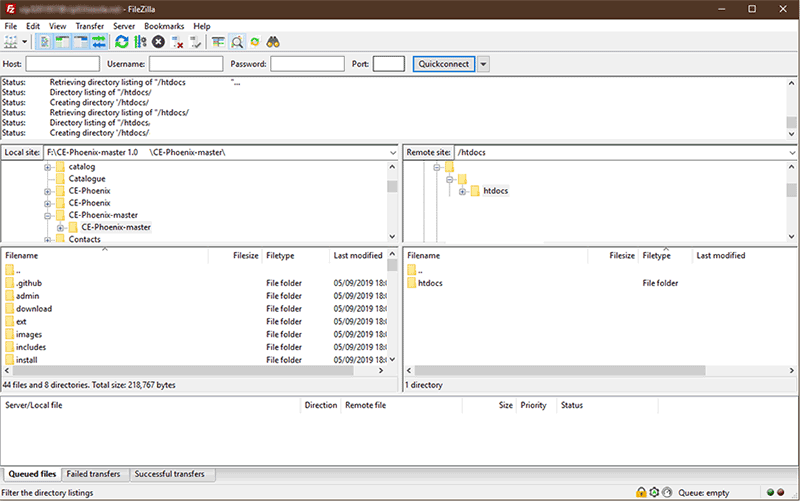 - FileZilla
File Edit View Transfer Server Bookmarks Help
Host: Username: Password: Port: Quickconnect
Status: Retrieving directory listing of "/htdocs "...
Status: Directory listing of "/htdocs/
Status: Creating directory '/htdocs/
Status: Retrieving directory listing of "/htdocs/
Status: Directory listing of "/htdocs,
Status: Creating directory '/htdocs/
Local site: F:\CE-Phoenix-master 1.0 \CE-Phoenix-master\
catalog
Catalogue
CE-Phoenix
CE-Phoenix
CE-Phoenix-master
CE-Phoenix-master
Contacts
Remote site: /htdocs
htdocs
Filename Filesize Filetype Last modified
..
.github File folder 05/09/2019 18:0
admin File folder 05/09/2019 18:0
download File folder 05/09/2019 18:0
ext File folder 05/09/2019 18:0
images File folder 05/09/2019 18:0
includes File folder 05/09/2019 18:0
install File folder 05/09/2019 18:0
44 files and 8 directories. Total size: 218,767 bytes
Filename Filesize Filetype Last modified
..
htdocs File folder
1 directory
Server/Local file Direction Remote file Size Priority Status
Queued files Failed transfers Successful transfers
Filter the directory listings Queue: empty